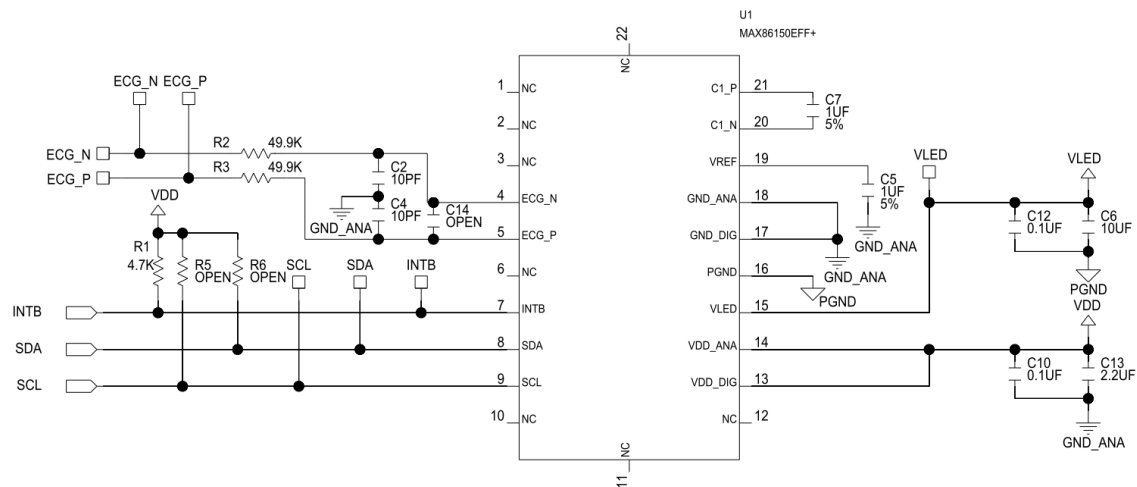 U1
MAX86150EFF+
22
NC
ECG_N ECG_P
1 NC
C1_P 21
C7
1UF
5%
2 NC
C1_N 20
R2 49.9K
ECG_N
3 NC
VREF 19
VLED
VLED
R3 49.9K
ECG_P
C2
10PF
C5
1UF
5%
VDD
4 ECG_N
GND_ANA 18
C4
10PF
C14
OPEN
GND_ANA
C12
0.1UF
C6
10UF
5 ECG_P
GND_DIG 17
GND_ANA
R1
4.7K
R5
OPEN
R6
OPEN
SCL
SDA
INTB
6 NC
PGND 16
GND_ANA
PGND
PGND
INTB
7 INTB
VLED 15
VDD
SDA
8 SDA
VDD_ANA 14
SCL
9 SCL
VDD_DIG 13
C10
0.1UF
C13
2.2UF
10 NC
NC 12
GND_ANA
NC
11